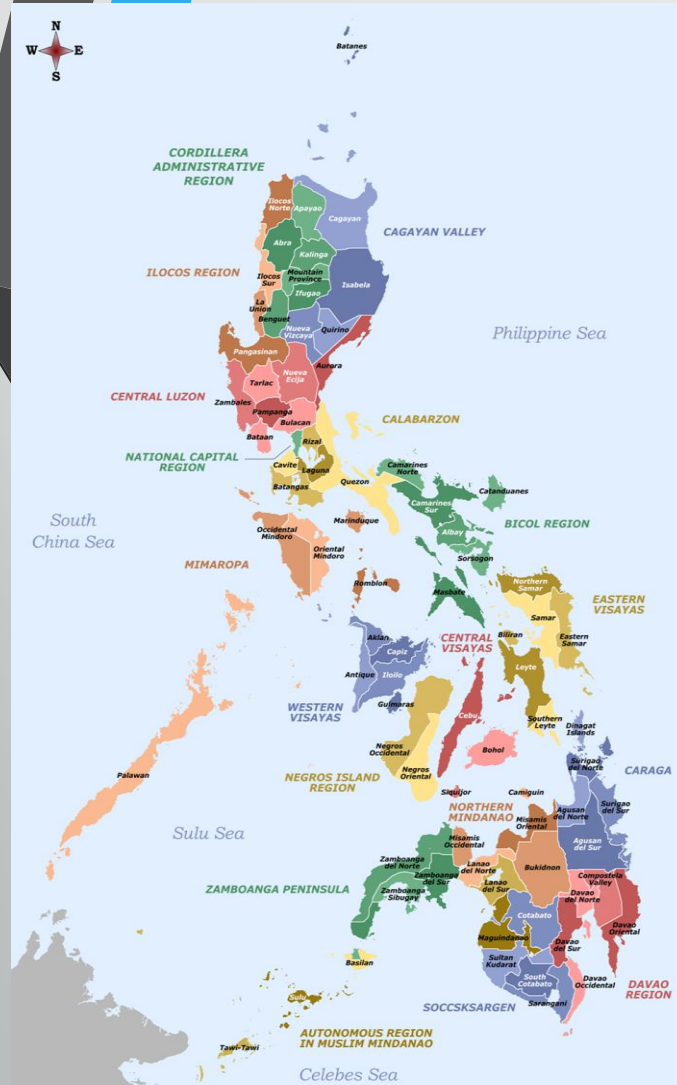 N
W E
S
Batanes
CORDILLERA
ADMINISTRATIVE
REGION
Ilocos
Norte
Apayao
Cagayan
CAGAYAN VALLEY
Abra
Kalinga
ILOCOS REGION
Ilocos
Sur
Mountain
Province
Isabela
Ifugao
La
Union
Benguet
Nueva
Vizcaya
Quirino
Philippine Sea
Pangasinan
Aurora
Nueva
Ecija
Tarlac
CENTRAL LUZON
Zambales
Pampanga
Bulacan
CALABARZON
Bataan
Rizal
NATIONAL CAPITAL
REGION
Cavite
Laguna
Camarines
Norte
Batangas
Quezon
Catanduanes
Camarines
Sur
South
China Sea
Marinduque
BICOL REGION
Occidental
Mindoro
Albay
Oriental
Mindoro
Sorsogon
MIMAROPA
Romblon
Masbate
Northern
Samar
EASTERN
VISAYAS
Samar
Aklan
CENTRAL
VISAYAS
Biliran
Eastern
Samar
Capiz
Antique
Iloilo
Leyte
WESTERN
VISAYAS
Guimaras
Cebu
Southern
Leyte
Dinagat
Islands
Negros
Occidental
Bohol
Surigao
del Norte
CARAGA
Palawan
NEGROS ISLAND
REGION
Negros
Oriental
Siquijor
Camiguin
NORTHERN
MINDANAO
Agusan
del Norte
Surigao
del Sur
Misamis
Oriental
Sulu Sea
Misamis
Occidental
Agusan
del Sur
Zamboanga
del Norte
Lanao
del Norte
Bukidnon
ZAMBOANGA PENINSULA
Zamboanga
del Sur
Compostela
Valley
Lanao
del Sur
Zamboanga
Sibugay
Davao
del Norte
Cotabato
Maguindanao
Davao
del Sur
Davao
Oriental
Basilan
Sultan
Kudarat
South
Cotabato
Davao
Occidental
DAVAO
REGION
Sulu
SOCCSKSARGEN
Sarangani
AUTONOMOUS REGION
IN MUSLIM MINDANAO
Tawi-Tawi
Celebes Sea